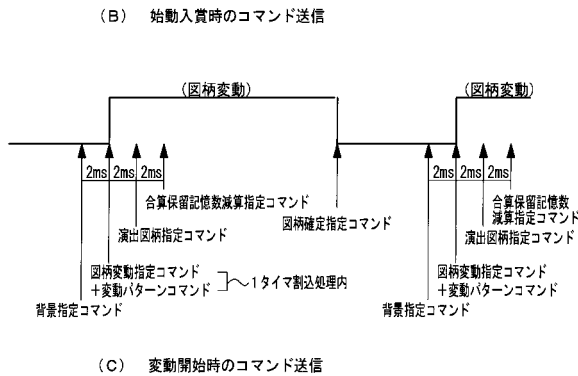 (B) 始動入賞時のコマンド送信
(図柄変動)
(図柄変動)
2ms 2ms 2ms
2ms 2ms 2ms
合算保留記憶数減算指定コマンド
演出図柄指定コマンド
図柄変動指定コマンド
+変動パターンコマンド
1タイマ割込処理内
背景指定コマンド
図柄確定指定コマンド
合算保留記憶数
減算指定コマンド
演出図柄指定コマンド
図柄変動指定コマンド
+変動パターンコマンド
背景指定コマンド
(C) 変動開始時のコマンド送信